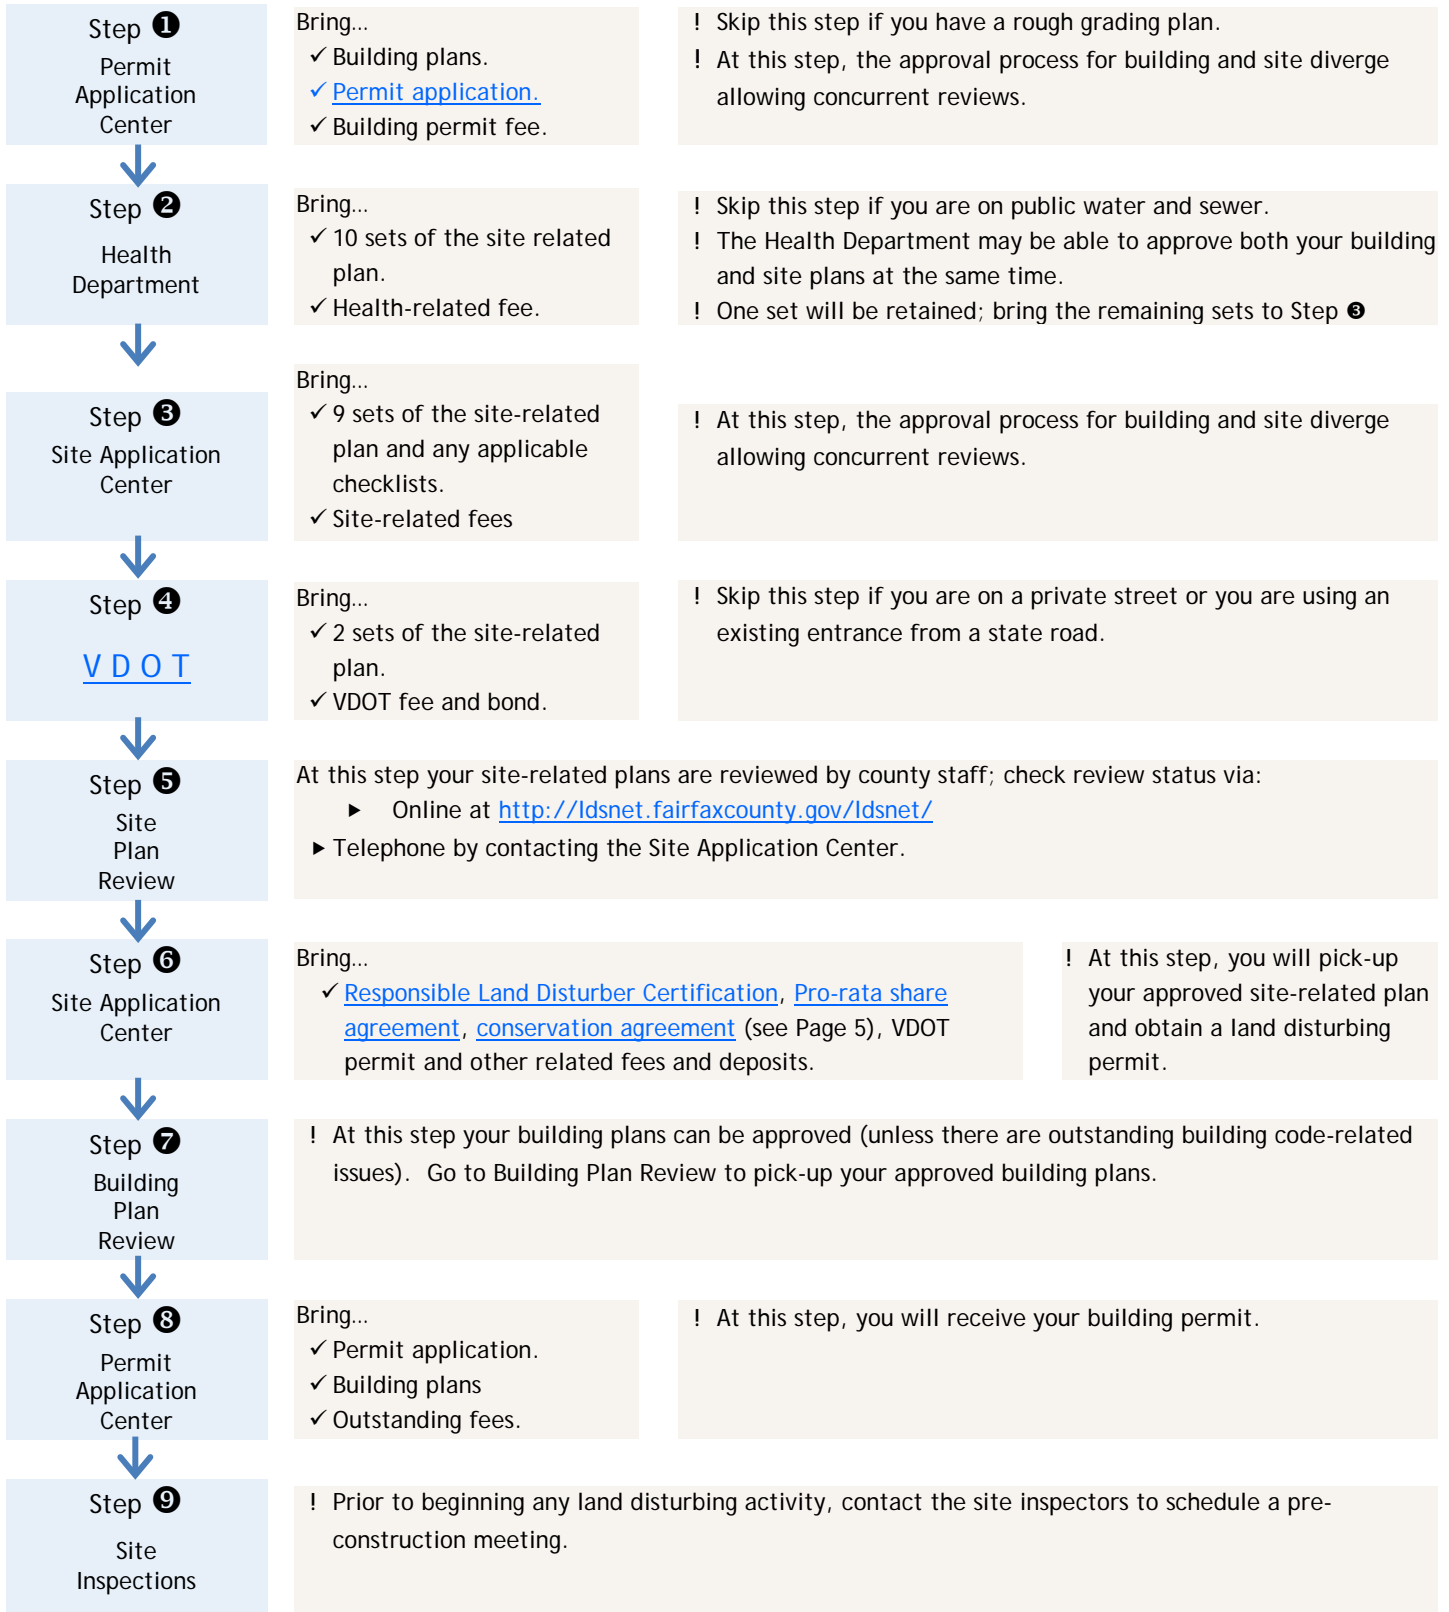 Step ❶
Permit
Application
Center
Bring...
✓ Building plans.
✓ Permit application.
✓ Building permit fee.
! Skip this step if you have a rough grading plan.
! At this step, the approval process for building and site diverge
allowing concurrent reviews.
Step ❷
Health
Department
Bring...
✓ 10 sets of the site related
plan.
✓ Health-related fee.
! Skip this step if you are on public water and sewer.
! The Health Department may be able to approve both your building
and site plans at the same time.
! One set will be retained; bring the remaining sets to Step ❸
Step ❸
Site Application
Center
Bring...
✓ 9 sets of the site-related
plan and any applicable
checklists.
✓ Site-related fees
! At this step, the approval process for building and site diverge
allowing concurrent reviews.
Step ❹
VDOT
Bring...
✓ 2 sets of the site-related
plan.
✓ VDOT fee and bond.
! Skip this step if you are on a private street or you are using an
existing entrance from a state road.
Step ❺
Site
Plan
Review
At this step your site-related plans are reviewed by county staff; check review status via:
► Online at http://ldsnet.fairfaxcounty.gov/ldsnet/
► Telephone by contacting the Site Application Center.
Step ❻
Site Application
Center
Bring...
✓ Responsible Land Disturber Certification, Pro-rata share
agreement, conservation agreement (see Page 5), VDOT
permit and other related fees and deposits.
! At this step, you will pick-up
your approved site-related plan
and obtain a land disturbing
permit.
Step ❼
Building
Plan
Review
! At this step your building plans can be approved (unless there are outstanding building code-related
issues). Go to Building Plan Review to pick-up your approved building plans.
Step ❽
Permit
Application
Center
Bring...
✓ Permit application.
✓ Building plans
✓ Outstanding fees.
! At this step, you will receive your building permit.
Step ❾
Site
Inspections
! Prior to beginning any land disturbing activity, contact the site inspectors to schedule a pre-
construction meeting.